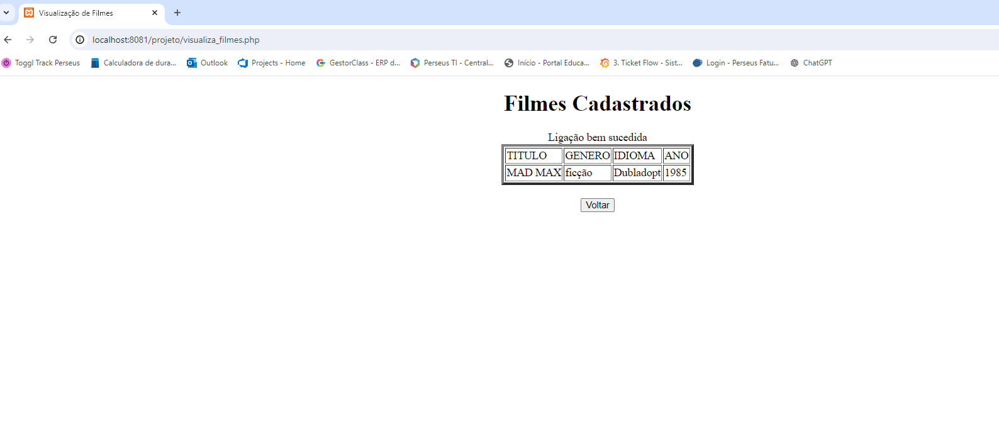 Visualização de Filmes
localhost:8081/projeto/visualiza_filmes.php
Toggl Track Perseus Calculadora de dura... Outlook Projects - Home GestorClass - ERP d... Perseus TI - Central... Início - Portal Educa... 3. Ticket Flow - Sist... Login - Perseus Fatu... ChatGPT
Filmes Cadastrados
Ligação bem sucedida
TITULO GENERO IDIOMA ANO
MAD MAX ficção Dubladopt 1985
Voltar